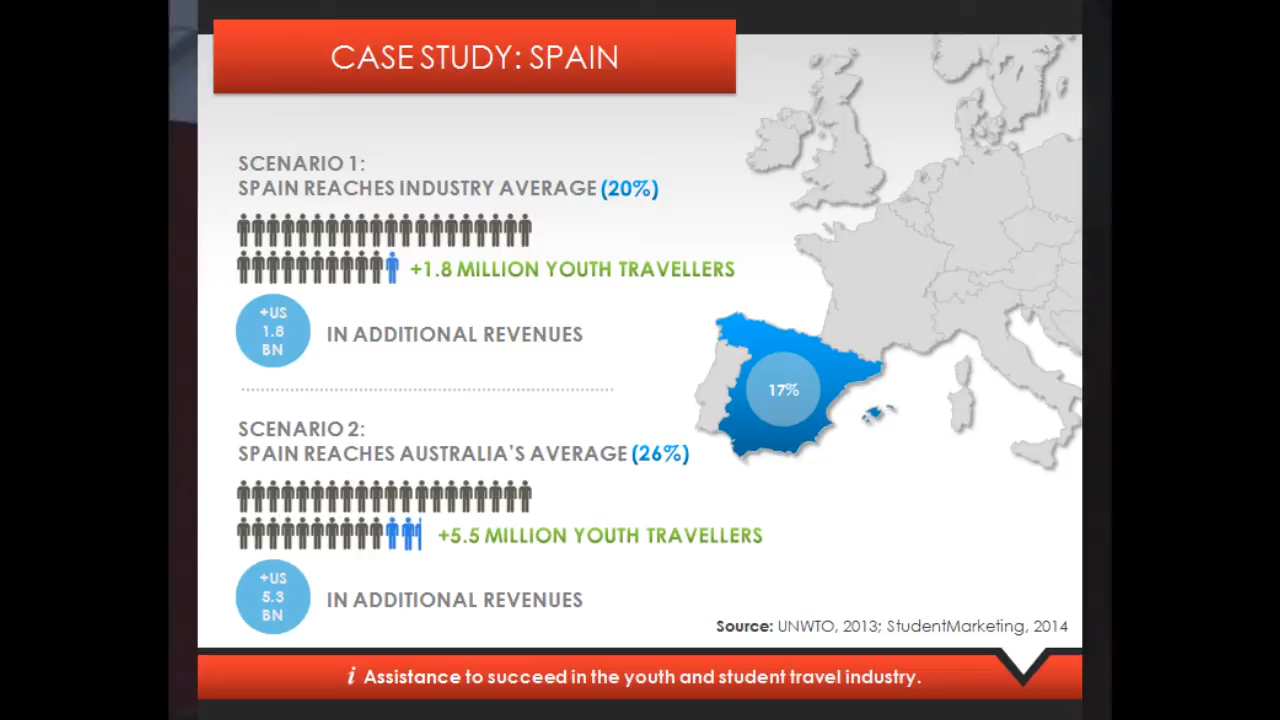 CASE STUDY: SPAIN
SCENARIO 1:
SPAIN REACHES INDUSTRY AVERAGE (20%)
+1.8 MILLION YOUTH TRAVELLERS
+US
1.8
BN
IN ADDITIONAL REVENUES
17%
SCENARIO 2:
SPAIN REACHES AUSTRALIA'S AVERAGE (26%)
+5.5 MILLION YOUTH TRAVELLERS
+US
5.3
BN
IN ADDITIONAL REVENUES
Source: UNWTO, 2013; StudentMarketing, 2014
i Assistance to succeed in the youth and student travel industry.